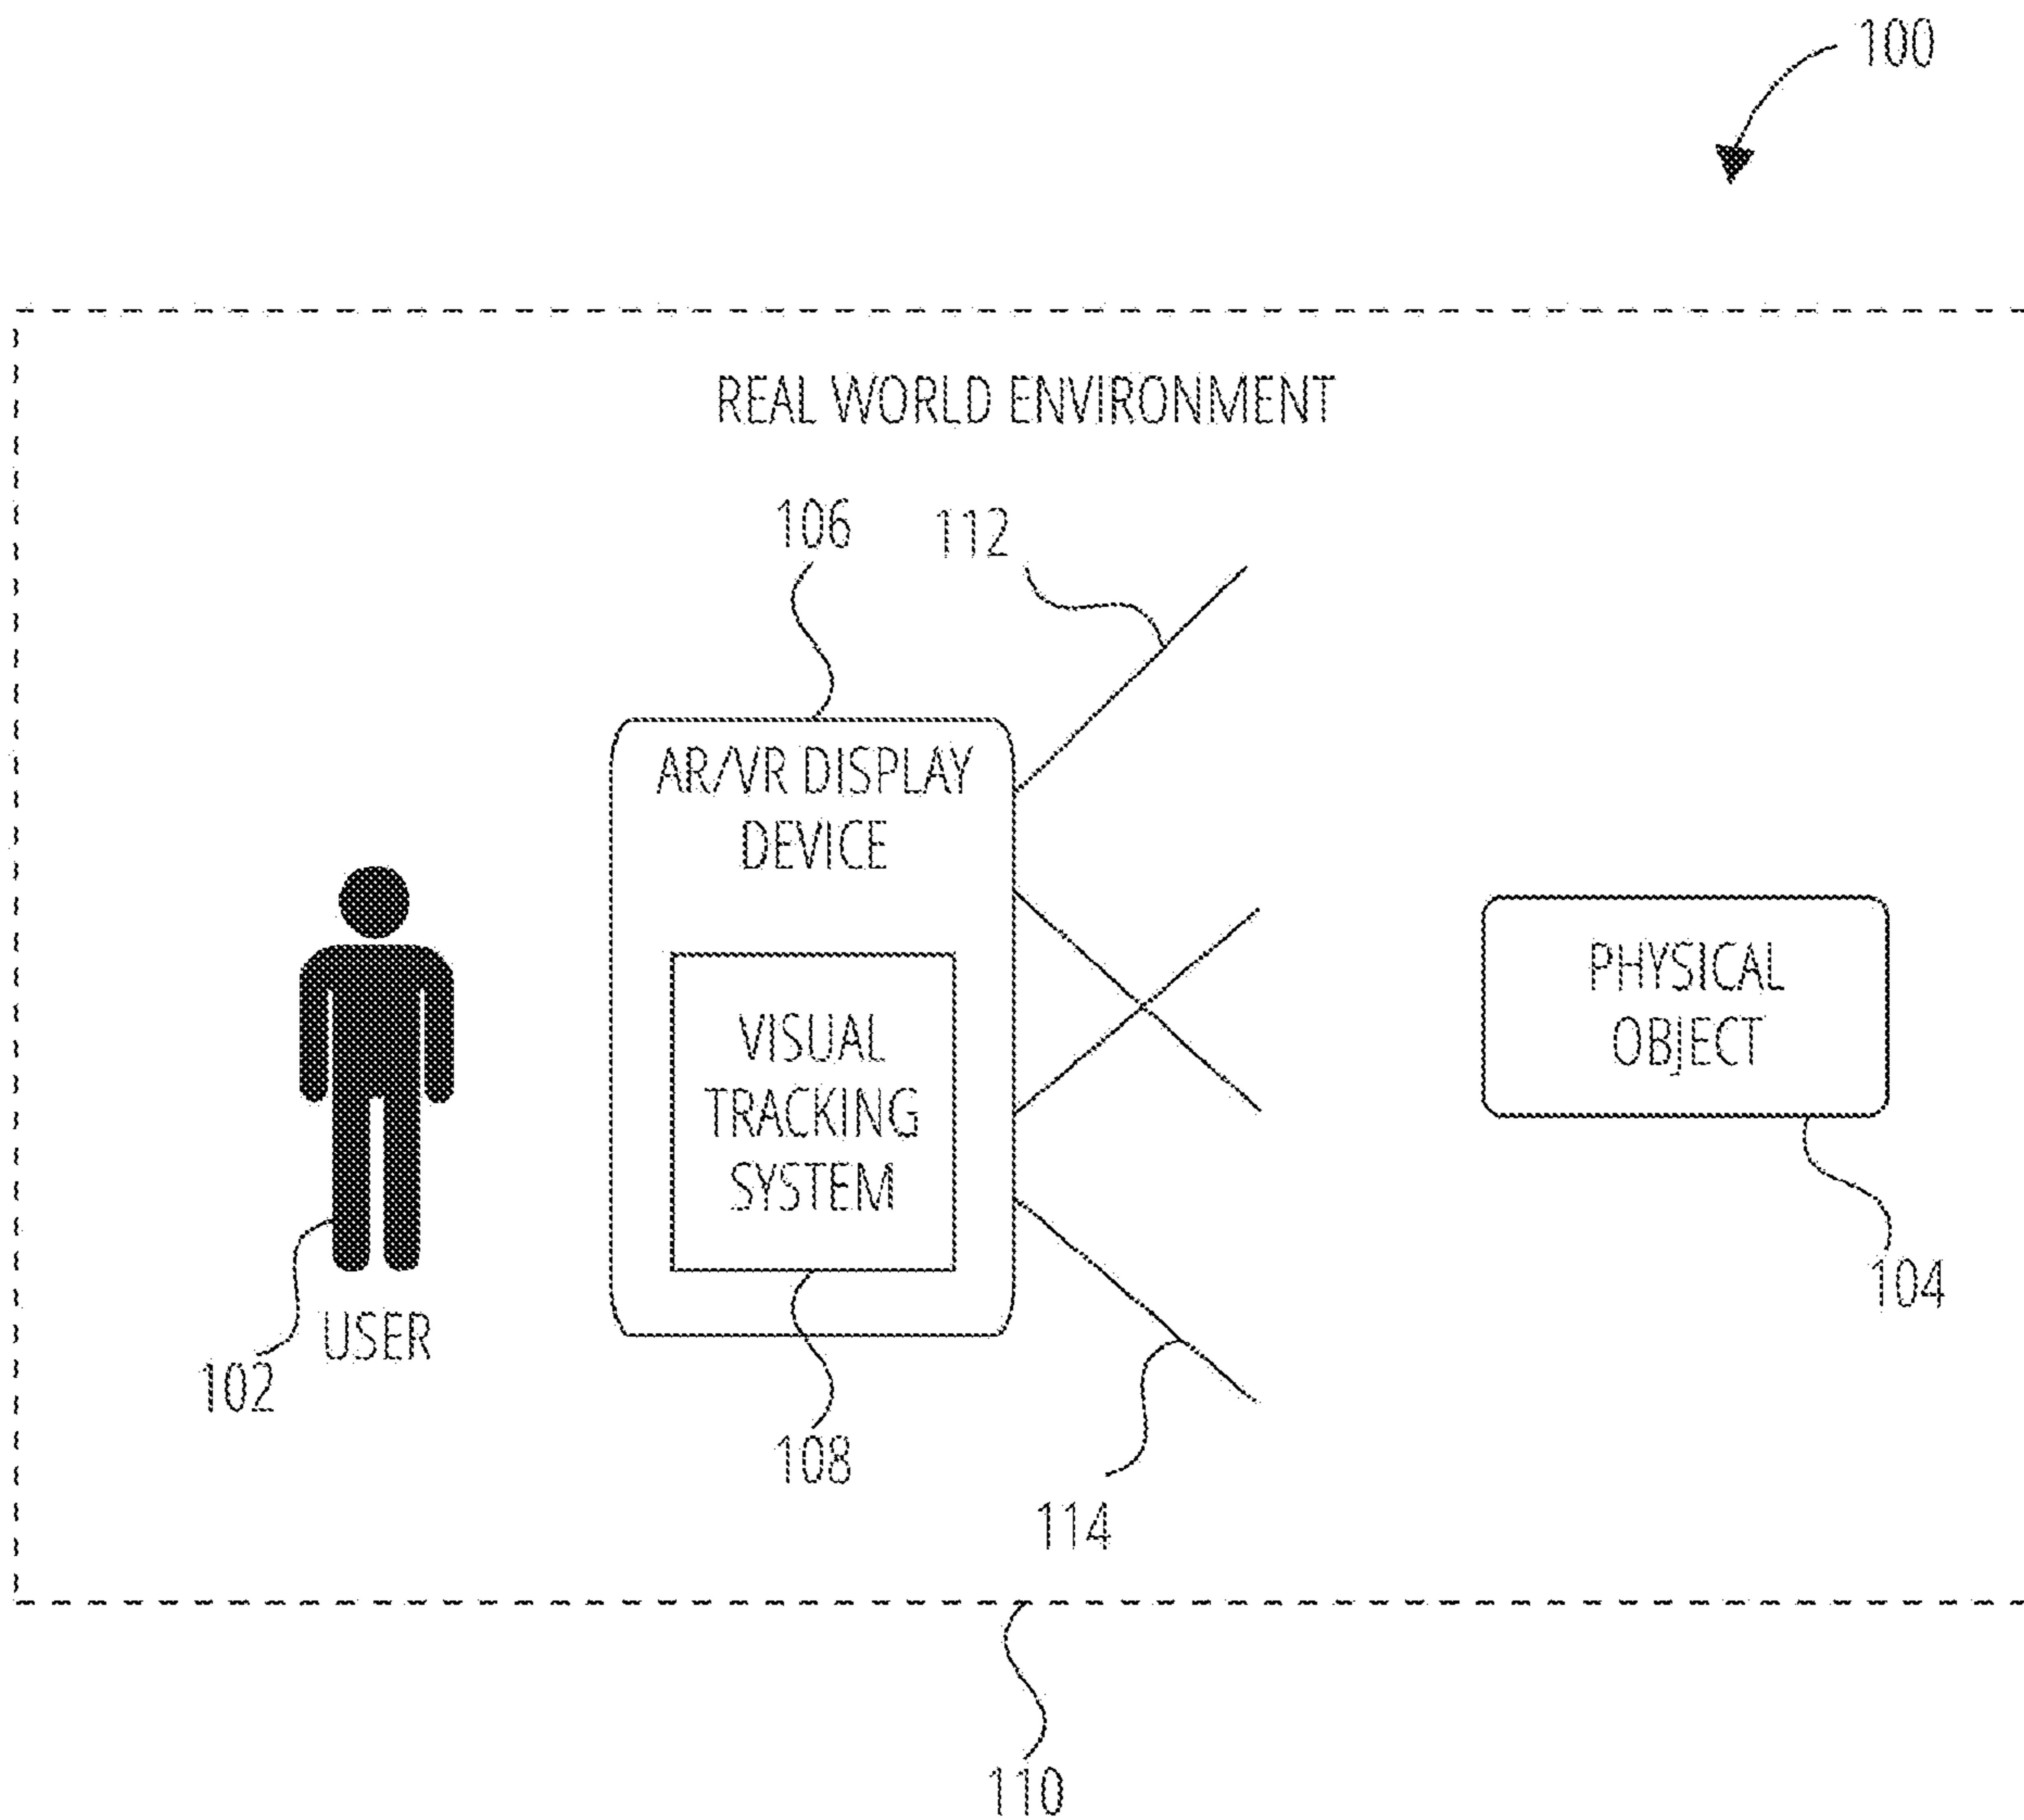 100
REAL WORLD ENVIRONMENT
106
112
AR/VR DISPLAY
DEVICE
VISUAL
TRACKING
SYSTEM
PHYSICAL
OBJECT
104
USER
102
108
114
110